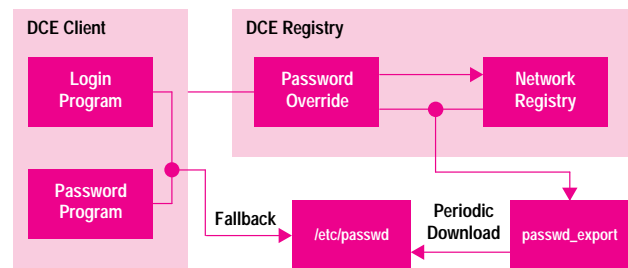 DCE Client
DCE Registry
Login
Program
Password
Override
Network
Registry
Password
Program
Fallback
/etc/passwd
Periodic
Download
passwd_export